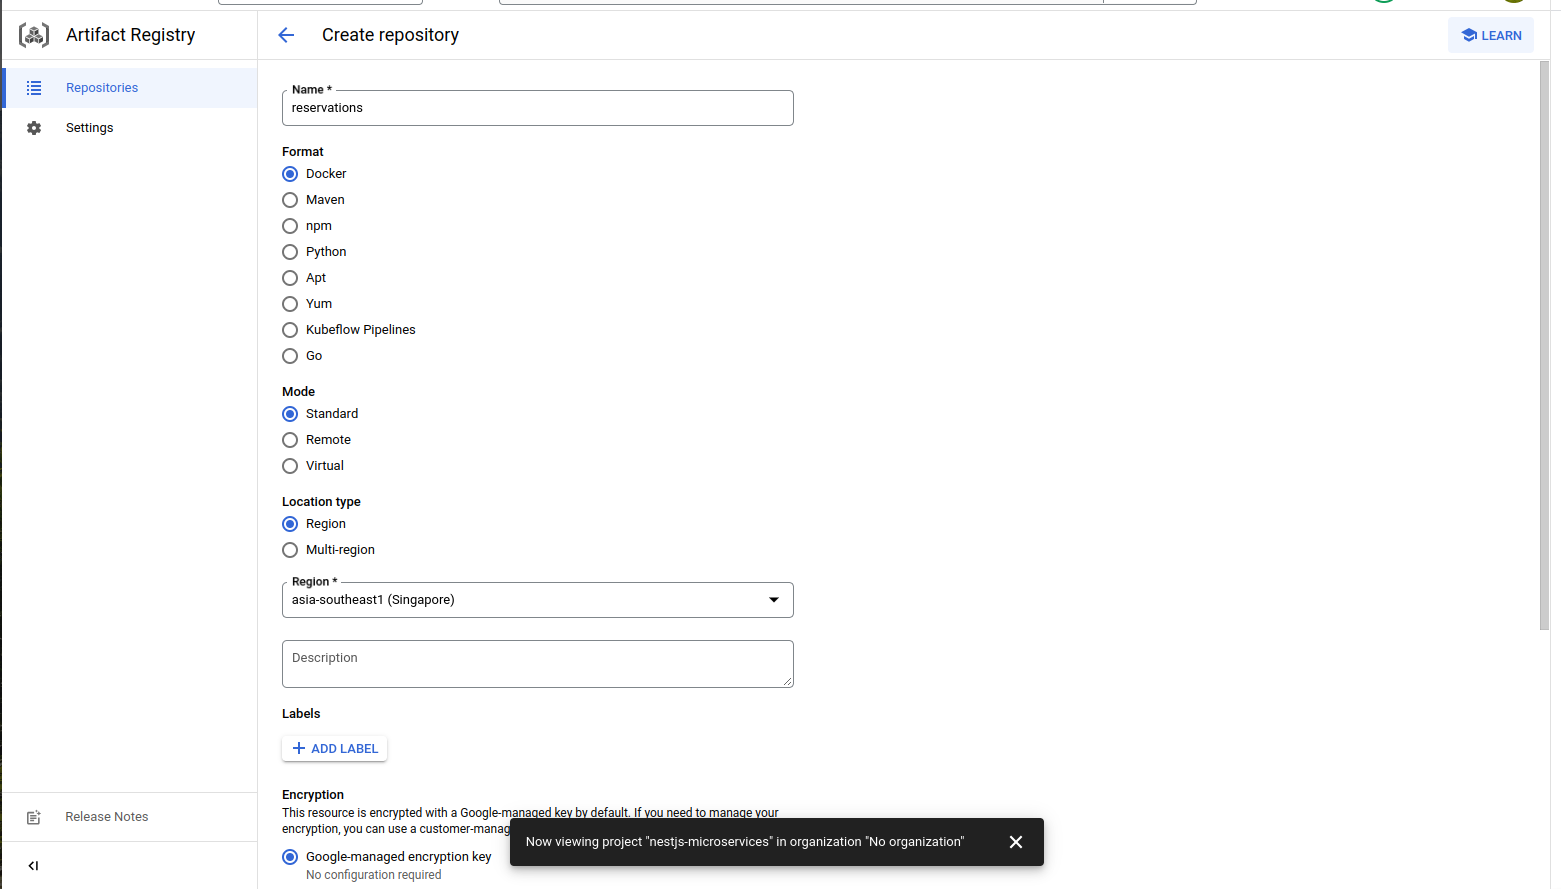 Artifact Registry
Create repository
LEARN
Repositories
Settings
Name *
reservations
Format
Docker
Maven
npm
Python
Apt
Yum
Kubeflow Pipelines
Go
Mode
Standard
Remote
Virtual
Location type
Region
Multi-region
Region *
asia-southeast1 (Singapore)
Description
Labels
ADD LABEL
Encryption
This resource is encrypted with a Google-managed key by default. If you need to manage your
encryption, you can use a
Now viewing project "nestjs-microservices" in organization "No organization"
Google-managed encryption key
No configuration required
Release Notes